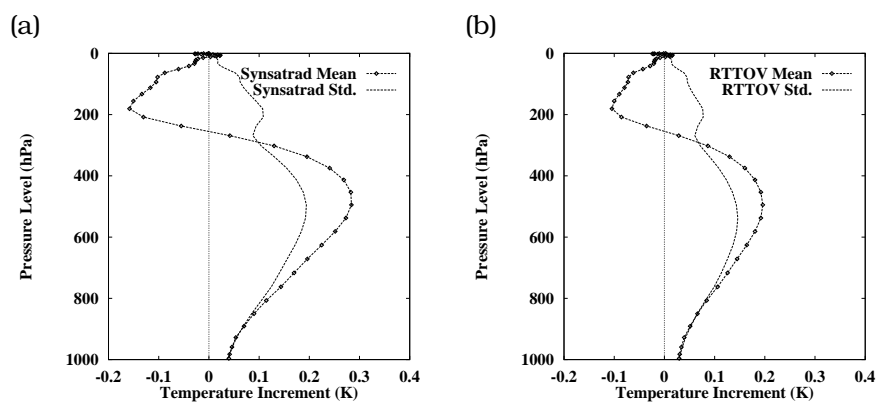 (a)
0
200
400
600
800
1000
Pressure Level (hPa)
Synsatrad Mean
Synsatrad Std.
-0.2 -0.1 0 0.1 0.2 0.3 0.4
Temperature Increment (K)
(b)
0
200
400
600
800
1000
Pressure Level (hPa)
RTTOV Mean
RTTOV Std.
-0.2 -0.1 0 0.1 0.2 0.3 0.4
Temperature Increment (K)